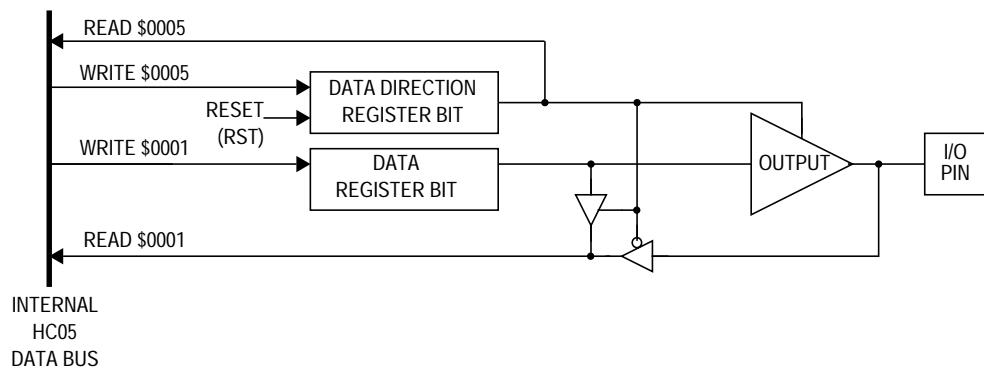 READ $0005
WRITE $0005
DATA DIRECTION
REGISTER BIT
RESET
(RST)
WRITE $0001
DATA
REGISTER BIT
OUTPUT
I/O
PIN
READ $0001
INTERNAL
HC05
DATA BUS